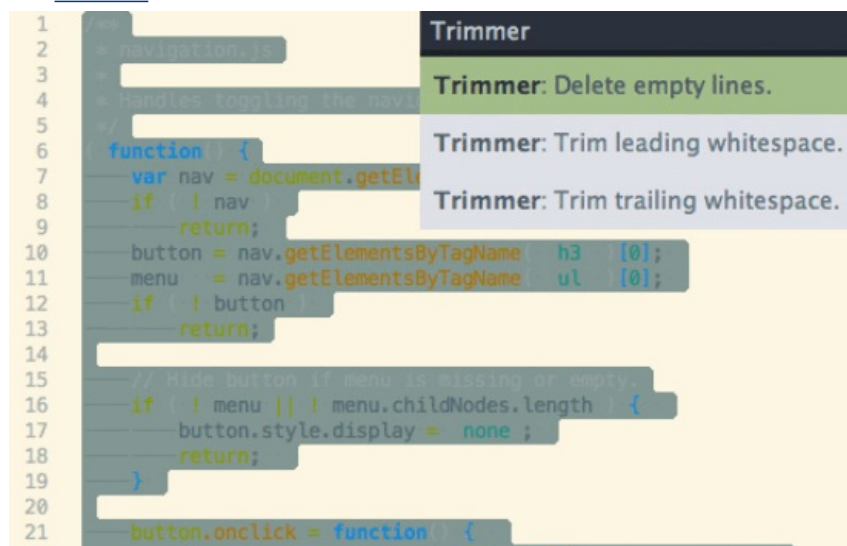 1 /**
2 * navigation.js
3 *
4 * Handles toggling the navi
5 */
6 ( function() {
7 var nav = document.getEle
8 if ( ! nav )
9 return;
10 button = nav.getElementsByTagName( h3 )[0];
11 menu = nav.getElementsByTagName( ul )[0];
12 if ( ! button )
13 return;
14
15 // Hide button if menu is missing or empty.
16 if ( ! menu || ! menu.childNodes.length ) {
17 button.style.display = none ;
18 return;
19 }
20
21 button.onclick = function() {
Trimmer
Trimmer: Delete empty lines.
Trimmer: Trim leading whitespace.
Trimmer: Trim trailing whitespace.